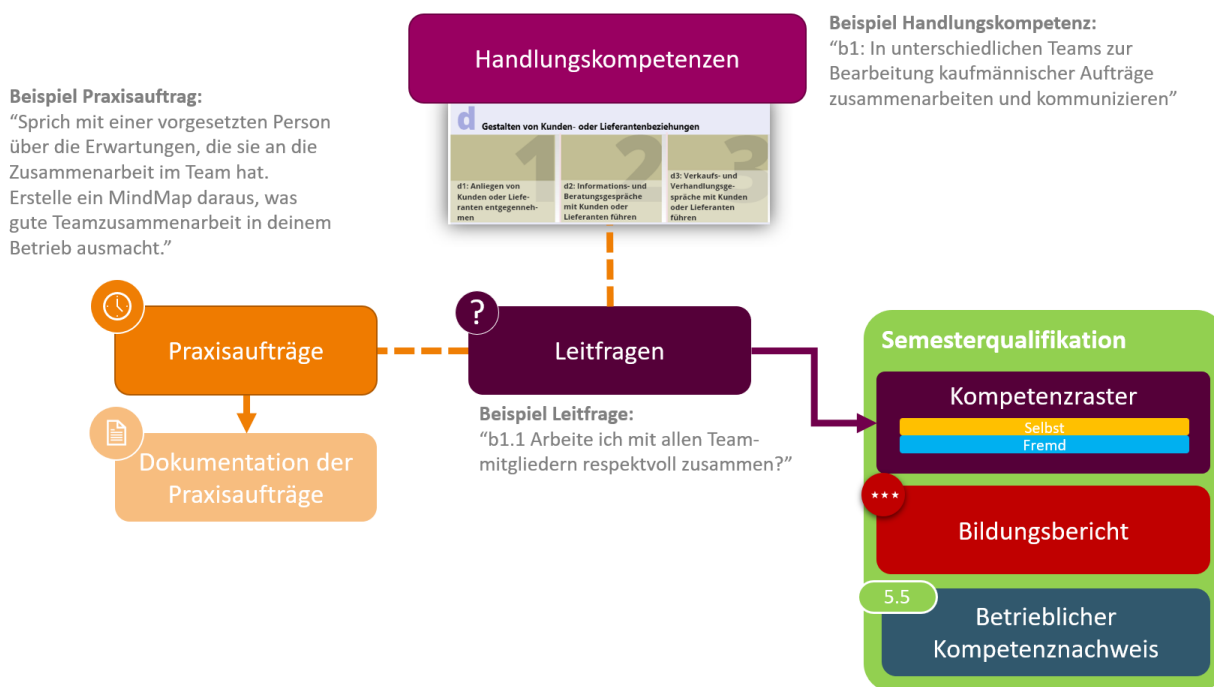 Handlungskompetenzen
Beispiel Handlungskompetenz:
“b1: In unterschiedlichen Teams zur
Bearbeitung kaufmännischer Aufträge
zusammenarbeiten und kommunizieren”
Beispiel Praxisauftrag:
“Sprich mit einer vorgesetzten Person
über die Erwartungen, die sie an die
Zusammenarbeit im Team hat.
Erstelle ein MindMap daraus, was
gute Teamzusammenarbeit in deinem
Betrieb ausmacht.”
d
Gestalten von Kunden- oder Lieferantenbeziehungen
1
d1: Anliegen von
Kunden oder Liefe-
ranten entgegenneh-
men
2
d2: Informations- und
Beratungsgespräche
mit Kunden oder
Lieferanten führen
3
d3: Verkaufs- und
Verhandlungsge-
spräche mit Kunden
oder Lieferanten
führen
Praxisaufträge
Dokumentation der
Praxisaufträge
?
Leitfragen
Beispiel Leitfrage:
“b1.1 Arbeite ich mit allen Team-
mitgliedern respektvoll zusammen?”
Semesterqualifikation
Kompetenzraster
Selbst
Fremd
Bildungsbericht
5.5
Betrieblicher
Kompetenznachweis